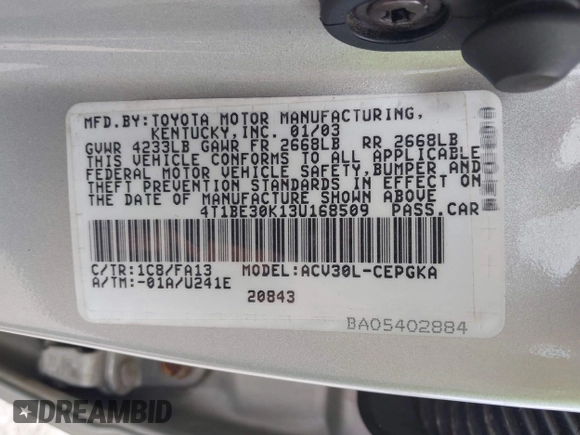 MFD.BY:TOYOTA MOTOR MANUFACTURING,
KENTUCKY,INC. 01/03
GVWR 4233LB GAWR FR 2668LB RR 2668LB
THIS VEHICLE CONFORMS TO ALL APPLICABLE
FEDERAL MOTOR VEHICLE SAFETY,BUMPER AND
THEFT PREVENTION STANDARDS IN EFFECT ON
THE DATE OF MANUFACTURE SHOWN ABOVE.
4T1BE30K13U168509 PASS.CAR
C/TR:1C8/FA13 MODEL:ACV30L-CEPGKA
A/TM:-01A/U241E
20843
BA05402884
DREAMBID